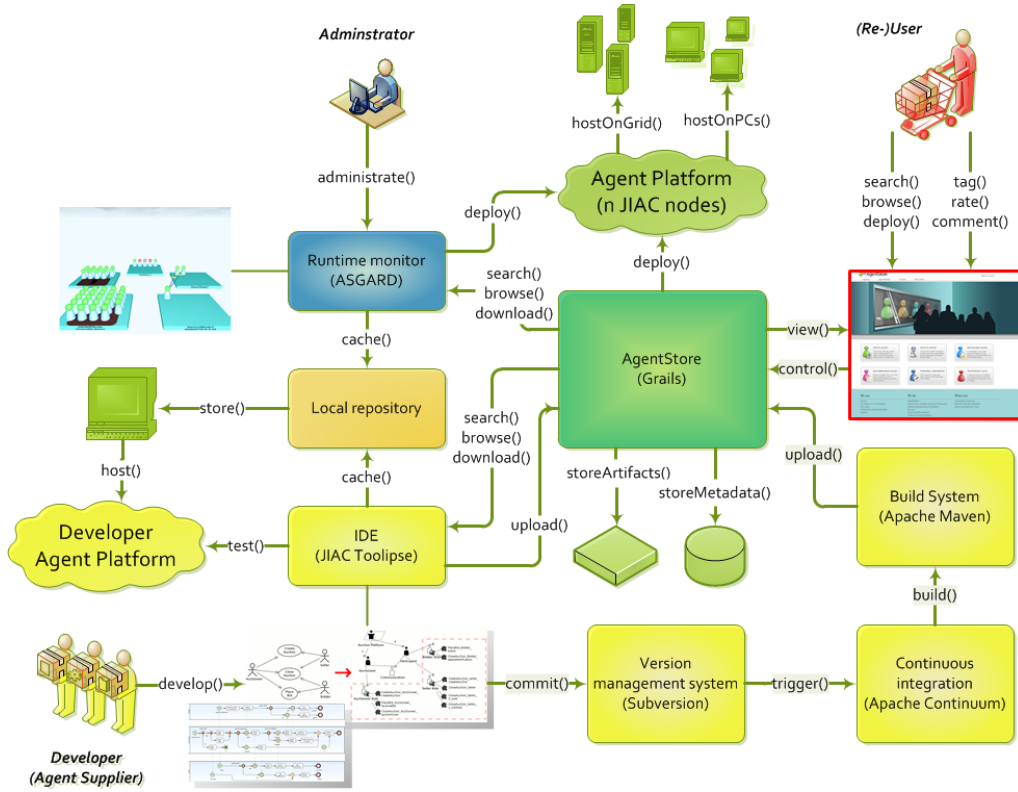 Adminstrator
(Re-)User
hostOnGrid()
hostOnPCs()
administrate()
Agent Platform
(n JIAC nodes)
search()
browse()
deploy()
tag()
rate()
comment()
deploy()
Runtime monitor
(ASGARD)
deploy()
search()
browse()
download()
view()
control()
AgentStore
(Grails)
cache()
Local repository
store()
search()
browse()
download()
host()
cache()
storeArtifacts()
storeMetadata()
upload()
Build System
(Apache Maven)
Developer
Agent Platform
test()
IDE
(JIAC Toolipse)
upload()
build()
develop()
commit()
Version
management system
(Subversion)
trigger()
Continuous
integration
(Apache Continuum)
Developer
(Agent Supplier)